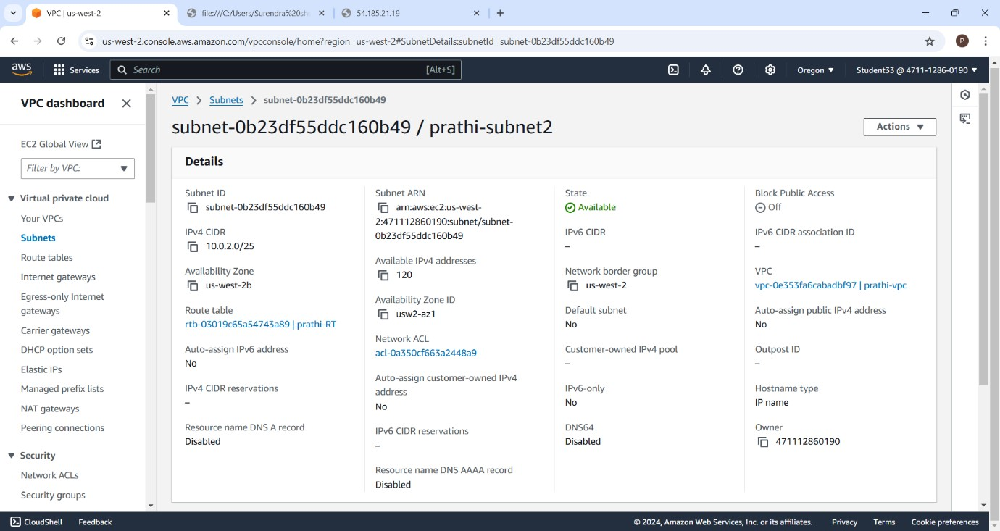 VPC | us-west-2
file:///C:/Users/Surendra%20sh
54.185.21.19
us-west-2.console.aws.amazon.com/vpcconsole/home?region=us-west-2#SubnetDetails:subnetId=subnet-0b23df55ddc160b49
P
aws
Services
Search
[Alt+S]
Oregon
Student33 @ 4711-1286-0190
VPC dashboard
EC2 Global View
Filter by VPC:
Virtual private cloud
Your VPCs
Subnets
Route tables
Internet gateways
Egress-only Internet
gateways
Carrier gateways
DHCP option sets
Elastic IPs
Managed prefix lists
NAT gateways
Peering connections
Security
Network ACLs
Security groups
VPC > Subnets > subnet-0b23df55ddc160b49
subnet-0b23df55ddc160b49 / prathi-subnet2
Actions
Details
Subnet ID
subnet-0b23df55ddc160b49
IPv4 CIDR
10.0.2.0/25
Availability Zone
us-west-2b
Route table
rtb-03019c65a54743a89 | prathi-RT
Auto-assign IPv6 address
No
IPv4 CIDR reservations
–
Resource name DNS A record
Disabled
Subnet ARN
arn:aws:ec2:us-west-
2:471112860190:subnet/subnet-
0b23df55ddc160b49
Available IPv4 addresses
120
Availability Zone ID
usw2-az1
Network ACL
acl-0a350cf663a2448a9
Auto-assign customer-owned IPv4
address
No
IPv6 CIDR reservations
–
Resource name DNS AAAA record
Disabled
State
Available
IPv6 CIDR
–
Network border group
us-west-2
Default subnet
No
Customer-owned IPv4 pool
–
IPv6-only
No
DNS64
Disabled
Block Public Access
Off
IPv6 CIDR association ID
–
VPC
vpc-0e353fa6cabadbf97 | prathi-vpc
Auto-assign public IPv4 address
No
Outpost ID
–
Hostname type
IP name
Owner
471112860190
CloudShell
Feedback
© 2024, Amazon Web Services, Inc. or its affiliates.
Privacy
Terms
Cookie preferences